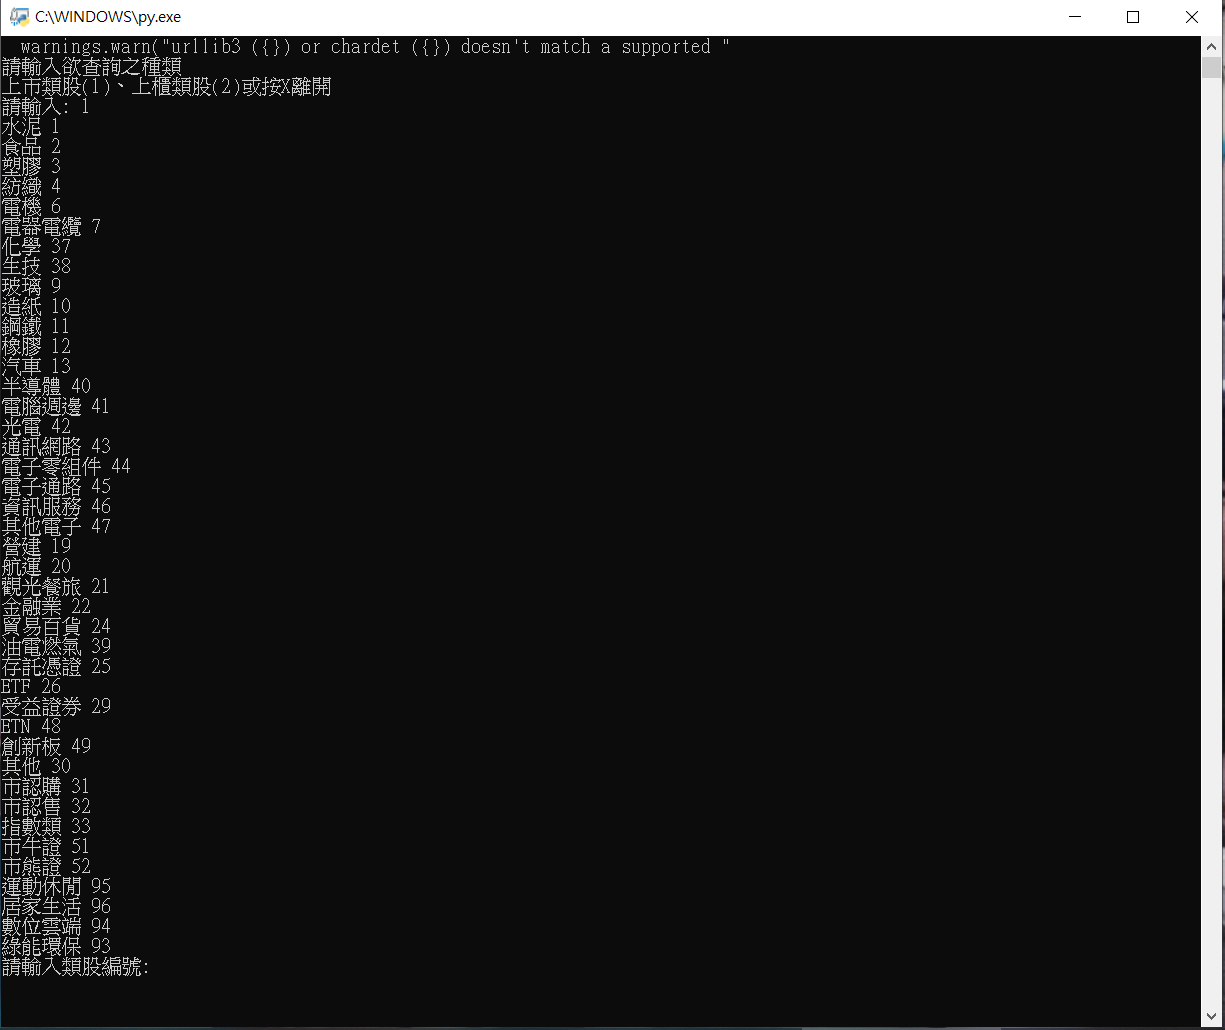 C:\WINDOWS\py.exe
warnings.warn("urllib3 ({}) or chardet ({}) doesn't match a supported "
請輸入欲查詢之種類
上市類股(1)、上櫃類股(2)或按X離開
請輸入: 1
水泥 1
食品 2
塑膠 3
紡織 4
電機 6
電器電纜 7
化學 37
生技 38
玻璃 9
造紙 10
鋼鐵 11
橡膠 12
汽車 13
半導體 40
電腦週邊 41
光電 42
通訊網路 43
電子零組件 44
電子通路 45
資訊服務 46
其他電子 47
營建 19
航運 20
觀光餐旅 21
金融業 22
貿易百貨 24
油電燃氣 39
存託憑證 25
ETF 26
受益證券 29
ETN 48
創新板 49
其他 30
市認購 31
市認售 32
指數類 33
市牛證 51
市熊證 52
運動休閒 95
居家生活 96
數位雲端 94
綠能環保 93
請輸入類股編號: